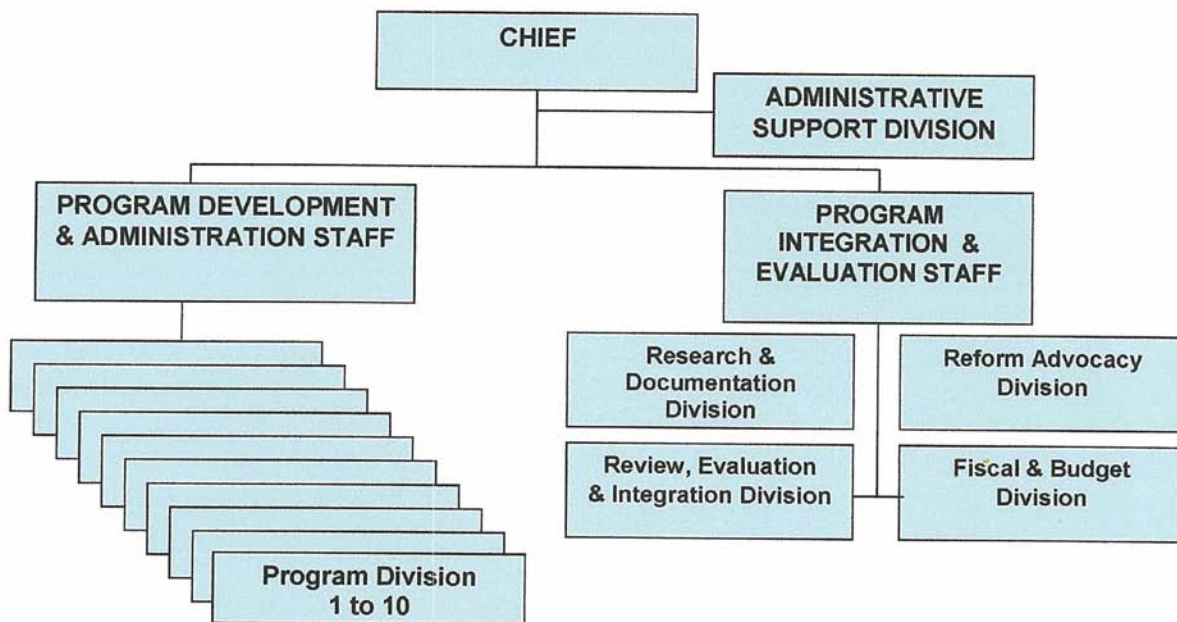 CHIEF
ADMINISTRATIVE
SUPPORT DIVISION
PROGRAM DEVELOPMENT
& ADMINISTRATION STAFF
PROGRAM
INTEGRATION &
EVALUATION STAFF
Research &
Documentation
Division
Reform Advocacy
Division
Review, Evaluation
& Integration Division
Fiscal & Budget
Division
Program Division
1 to 10